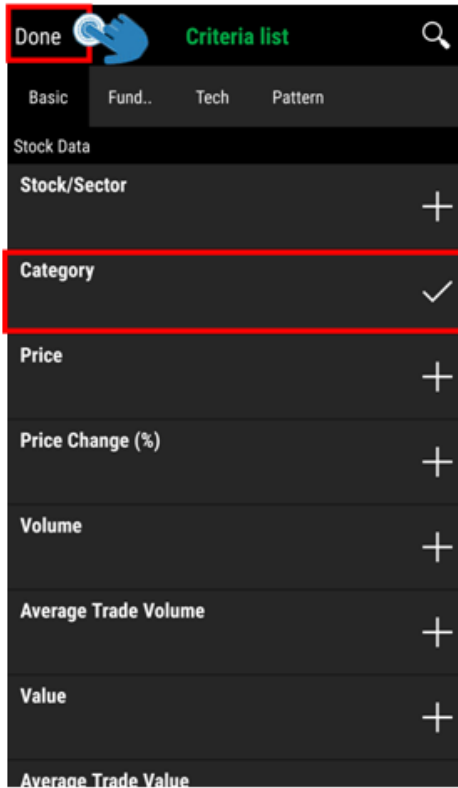 Done
Criteria list
Basic
Fund..
Tech
Pattern
Stock Data
Stock/Sector
Category
Price
Price Change (%)
Volume
Average Trade Volume
Value
Average Trade Value